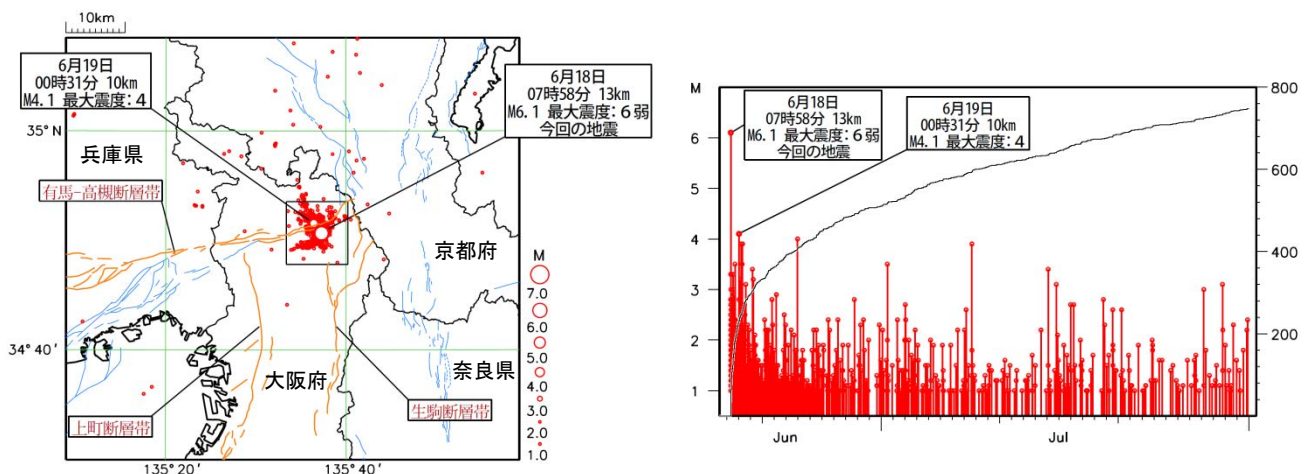 10km
6月19日
00時31分 10km
M4.1 最大震度：4
6月18日
07時58分 13km
M6.1 最大震度：6弱
今回の地震
35° N
兵庫県
有馬－高槻断層帯
京都府
M
7.0
6.0
5.0
4.0
3.0
2.0
1.0
34° 40′
大阪府
奈良県
上町断層帯
生駒断層帯
135° 20′
135° 40′
M
6月18日
07時58分 13km
M6.1 最大震度：6弱
今回の地震
6月19日
00時31分 10km
M4.1 最大震度：4
800
6
5
600
4
400
3
2
200
1
Jun
Jul